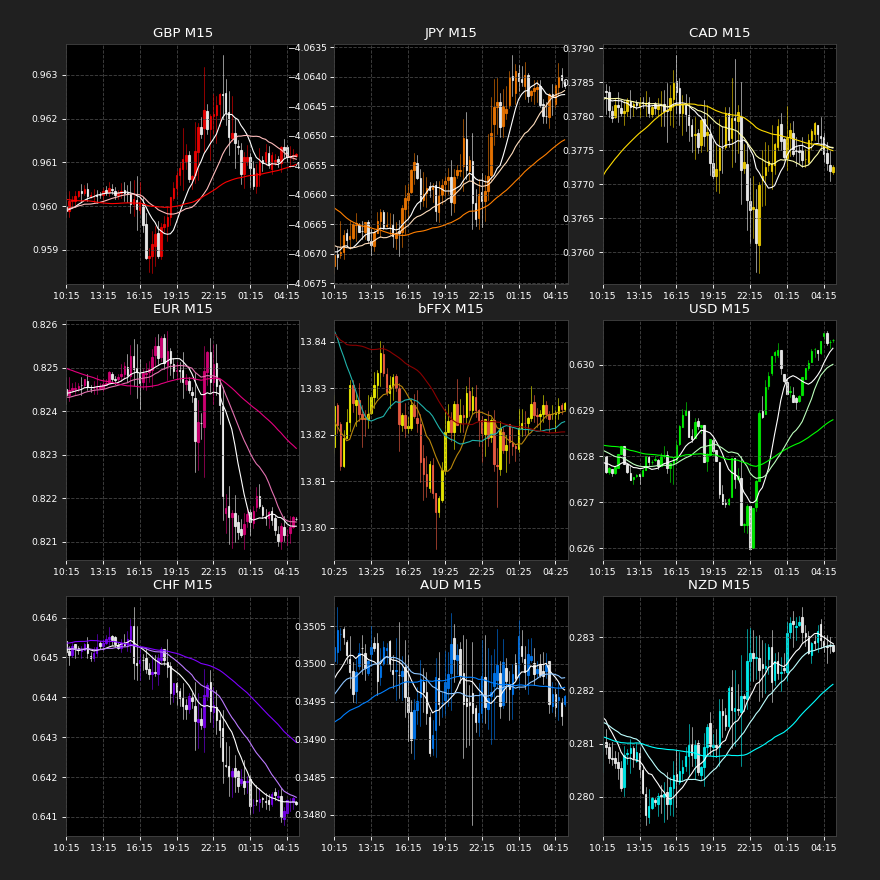 GBP M15
0.963
0.962
0.961
0.960
0.959
10:15 13:15 16:15 19:15 22:15 01:15 04:15
JPY M15
−4.0635
−4.0640
−4.0645
−4.0650
−4.0655
−4.0660
−4.0665
−4.0670
−4.0675
10:15 13:15 16:15 19:15 22:15 01:15 04:15
CAD M15
0.3790
0.3785
0.3780
0.3775
0.3770
0.3765
0.3760
10:15 13:15 16:15 19:15 22:15 01:15 04:15
EUR M15
0.826
0.825
0.824
0.823
0.822
0.821
10:15 13:15 16:15 19:15 22:15 01:15 04:15
bFFX M15
13.84
13.83
13.82
13.81
13.80
10:25 13:25 16:25 19:25 22:25 01:25 04:25
USD M15
0.630
0.629
0.628
0.627
0.626
10:15 13:15 16:15 19:15 22:15 01:15 04:15
CHF M15
0.646
0.645
0.644
0.643
0.642
0.641
10:15 13:15 16:15 19:15 22:15 01:15 04:15
AUD M15
0.3505
0.3500
0.3495
0.3490
0.3485
0.3480
10:25 13:15 16:15 19:15 22:15 01:15 04:15
NZD M15
0.283
0.282
0.281
0.280
10:15 13:15 16:15 19:15 22:15 01:15 04:15